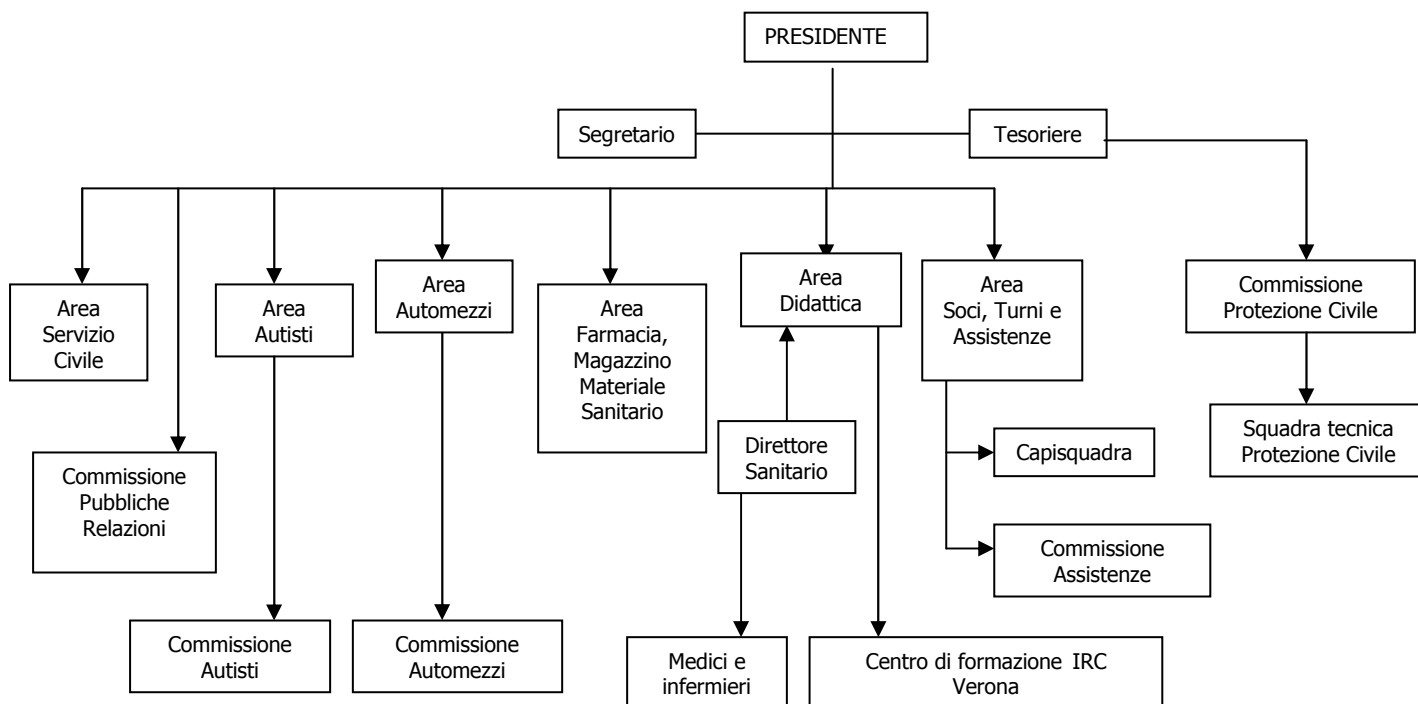 PRESIDENTE
Segretario
Tesoriere
Area
Servizio
Civile
Area
Autisti
Area
Automezzi
Area
Farmacia,
Magazzino
Materiale
Sanitario
Area
Didattica
Area
Soci, Turni e
Assistenze
Commissione
Protezione Civile
Commissione
Pubbliche
Relazioni
Direttore
Sanitario
Capisquadra
Squadra tecnica
Protezione Civile
Commissione
Assistenze
Commissione
Autisti
Commissione
Automezzi
Medici e
infermieri
Centro di formazione IRC
Verona